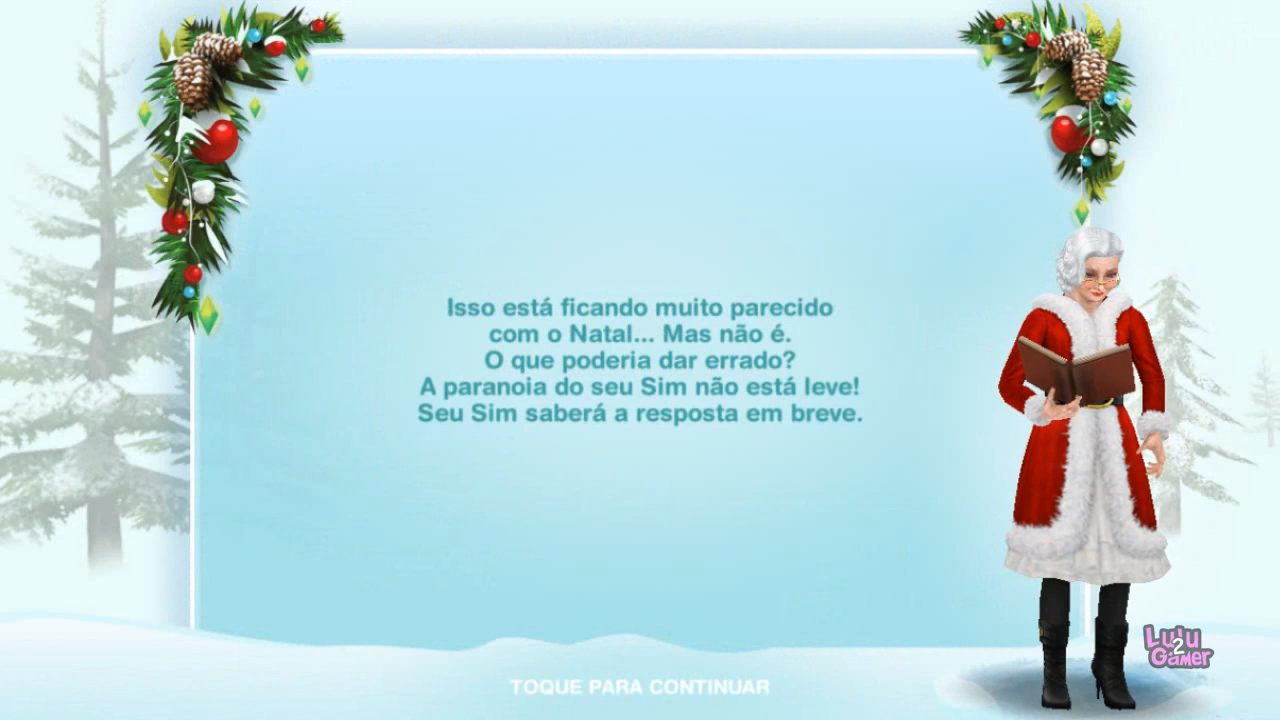 Isso está ficando muito parecido
com o Natal... Mas não é.
O que poderia dar errado?
A paranoia do seu Sim não está leve!
Seu Sim saberá a resposta em breve.
TOQUE PARA CONTINUAR
Lulu
2
Gamer